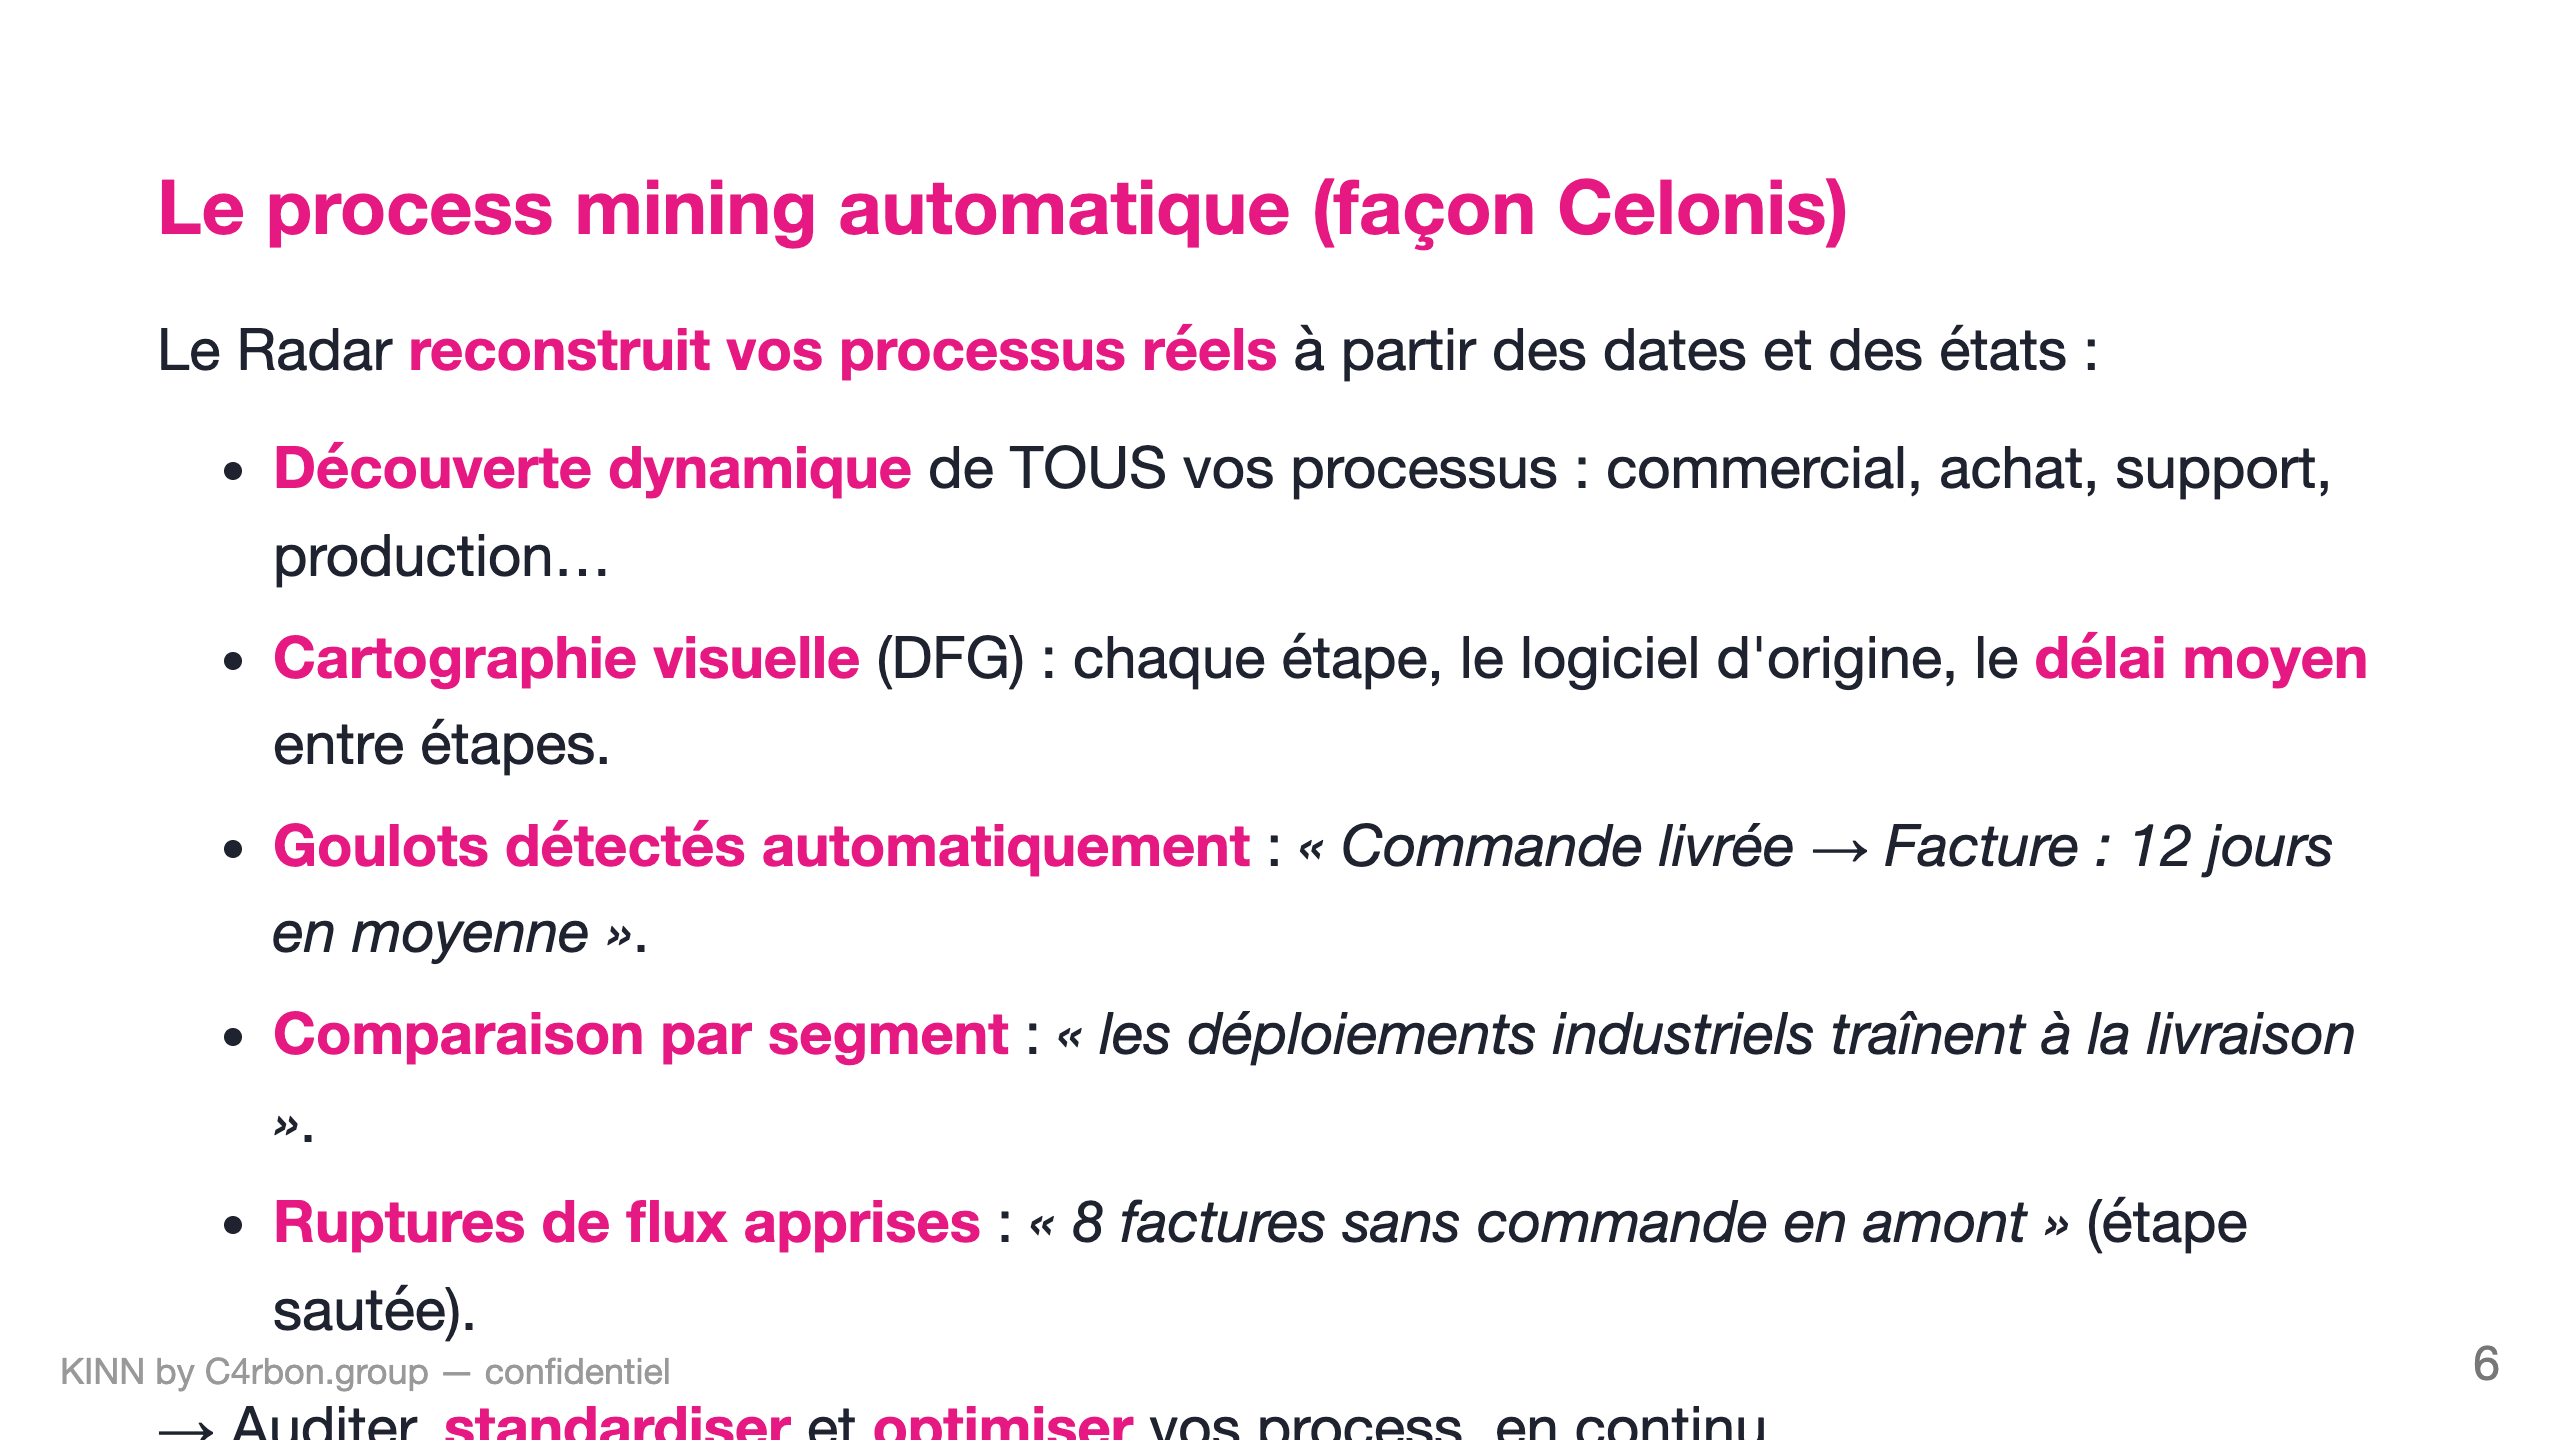 Le process mining automatique (façon Celonis)
Le Radar reconstruit vos processus réels à partir des dates et des états :
• Découverte dynamique de TOUS vos processus : commercial, achat, support,
production…
• Cartographie visuelle (DFG) : chaque étape, le logiciel d'origine, le délai moyen
entre étapes.
• Goulots détectés automatiquement : « Commande livrée → Facture : 12 jours
en moyenne ».
• Comparaison par segment : « les déploiements industriels traînent à la livraison
».
• Ruptures de flux apprises : « 8 factures sans commande en amont » (étape
sautée).
KINN by C4rbon.group — confidentiel
6
→ Auditer, standardiser et optimiser vos process, en continu